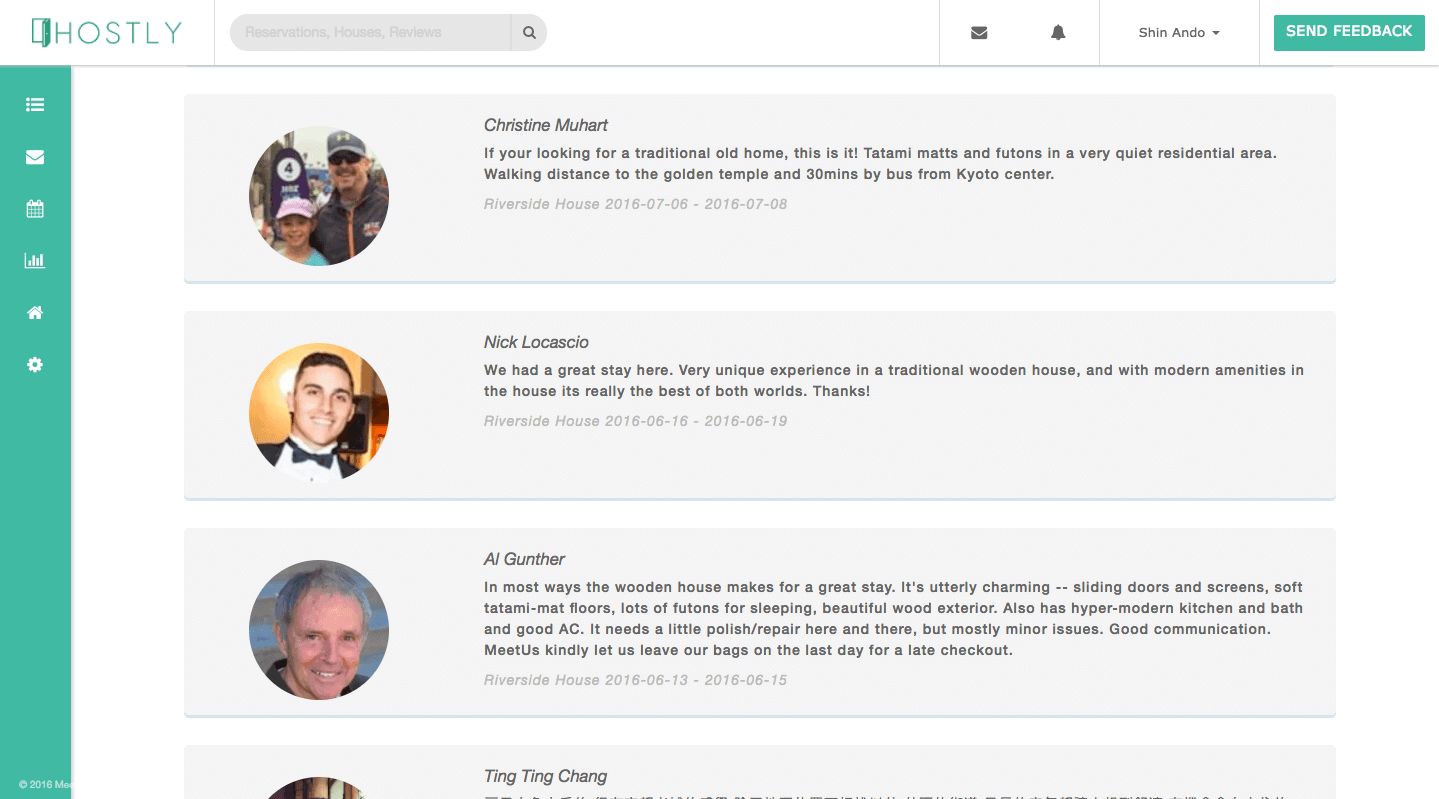 HOSTLY
Reservations, Houses, Reviews
Shin Ando
SEND FEEDBACK
Christine Muhart
If your looking for a traditional old home, this is it! Tatami matts and futons in a very quiet residential area.
Walking distance to the golden temple and 30mins by bus from Kyoto center.
Riverside House 2016-07-06 - 2016-07-08
Nick Locascio
We had a great stay here. Very unique experience in a traditional wooden house, and with modern amenities in
the house its really the best of both worlds. Thanks!
Riverside House 2016-06-16 - 2016-06-19
Al Gunther
In most ways the wooden house makes for a great stay. It's utterly charming -- sliding doors and screens, soft
tatami-mat floors, lots of futons for sleeping, beautiful wood exterior. Also has hyper-modern kitchen and bath
and good AC. It needs a little polish/repair here and there, but mostly minor issues. Good communication.
MeetUs kindly let us leave our bags on the last day for a late checkout.
Riverside House 2016-06-13 - 2016-06-15
Ting Ting Chang
© 2016 Mee